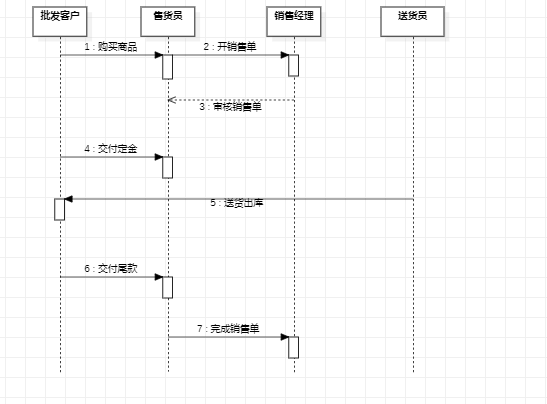 批发客户 售货员 销售经理 送货员
1 : 购买商品 2 : 开销售单
3 : 审核销售单
4 : 交付定金
5 : 送货出库
6 : 交付尾款
7 : 完成销售单